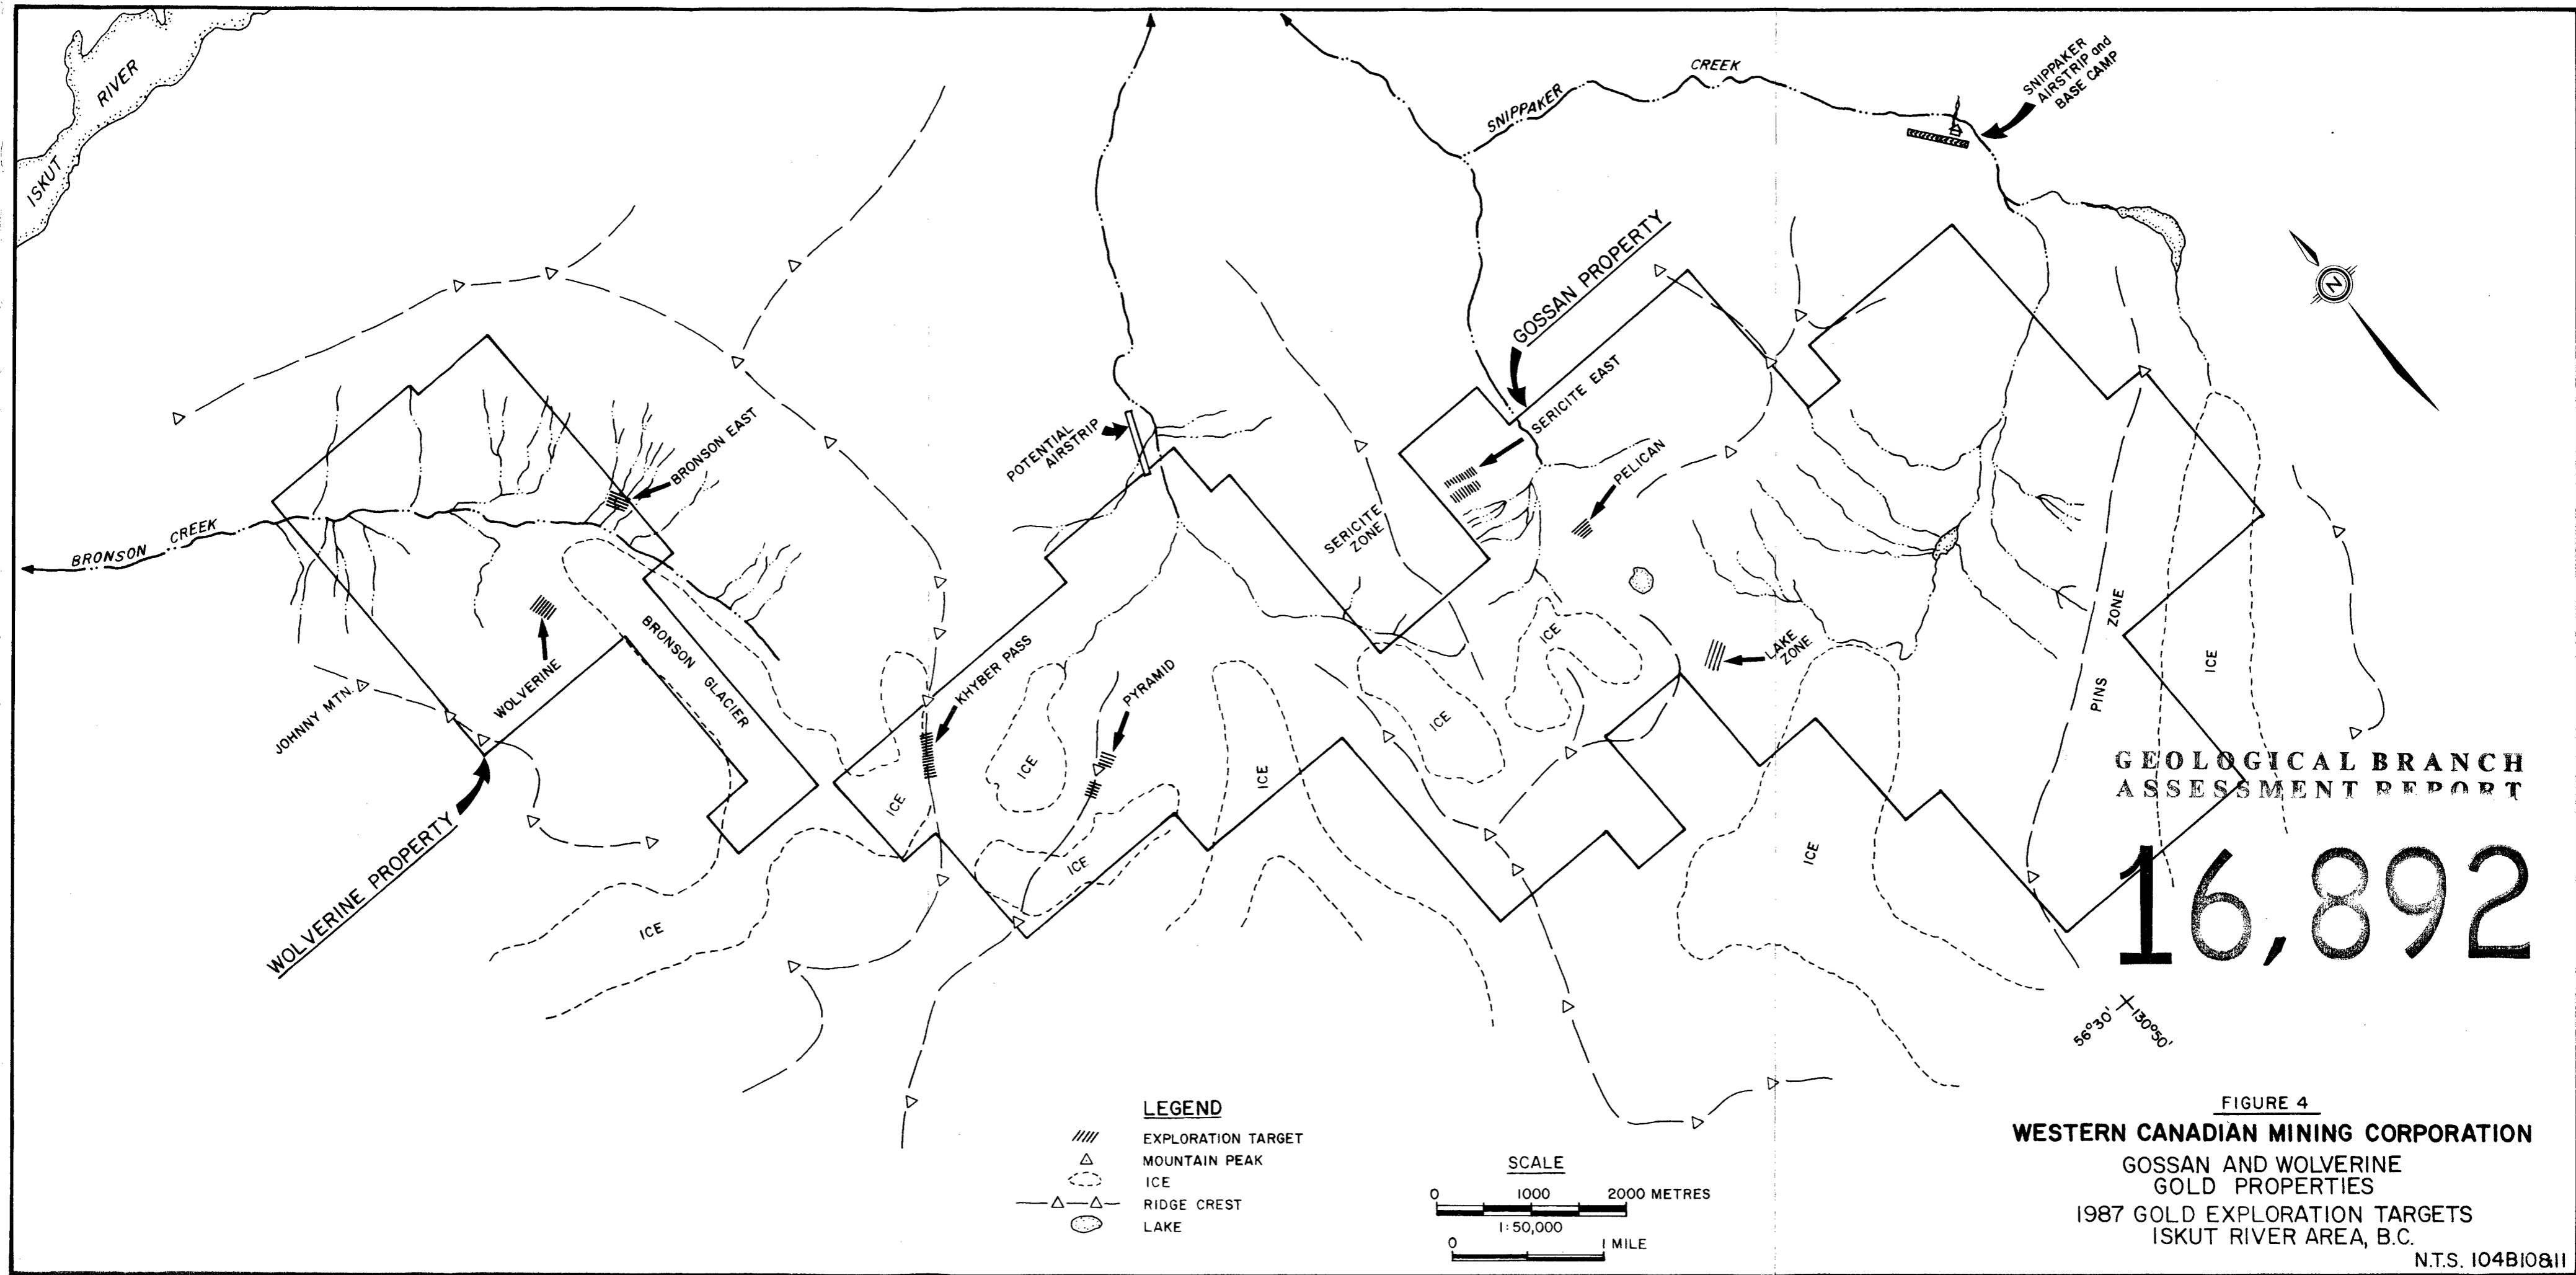 ISKUT RIVER
SNIPPAKER CREEK
SNIPPAKER
AIRSTRIP and
BASE CAMP
N
GOSSAN PROPERTY
SERICITE EAST
PELICAN
SERICITE
ZONE
POTENTIAL
AIRSTRIP
BRONSON EAST
BRONSON CREEK
BRONSON GLACIER
WOLVERINE
JOHNNY MTN.
WOLVERINE PROPERTY
KHYBER PASS
PYRAMID
LAKE
ZONE
PINS ZONE
ICE
ICE
ICE
ICE
ICE
ICE
ICE
ICE
ICE
GEOLOGICAL BRANCH
ASSESSMENT REPORT
16,892
56°30' 130°50'
LEGEND
EXPLORATION TARGET
MOUNTAIN PEAK
ICE
RIDGE CREST
LAKE
SCALE
0 1000 2000 METRES
1:50,000
0 1 MILE
FIGURE 4
WESTERN CANADIAN MINING CORPORATION
GOSSAN AND WOLVERINE
GOLD PROPERTIES
1987 GOLD EXPLORATION TARGETS
ISKUT RIVER AREA, B.C.
N.T.S. 104B10&11